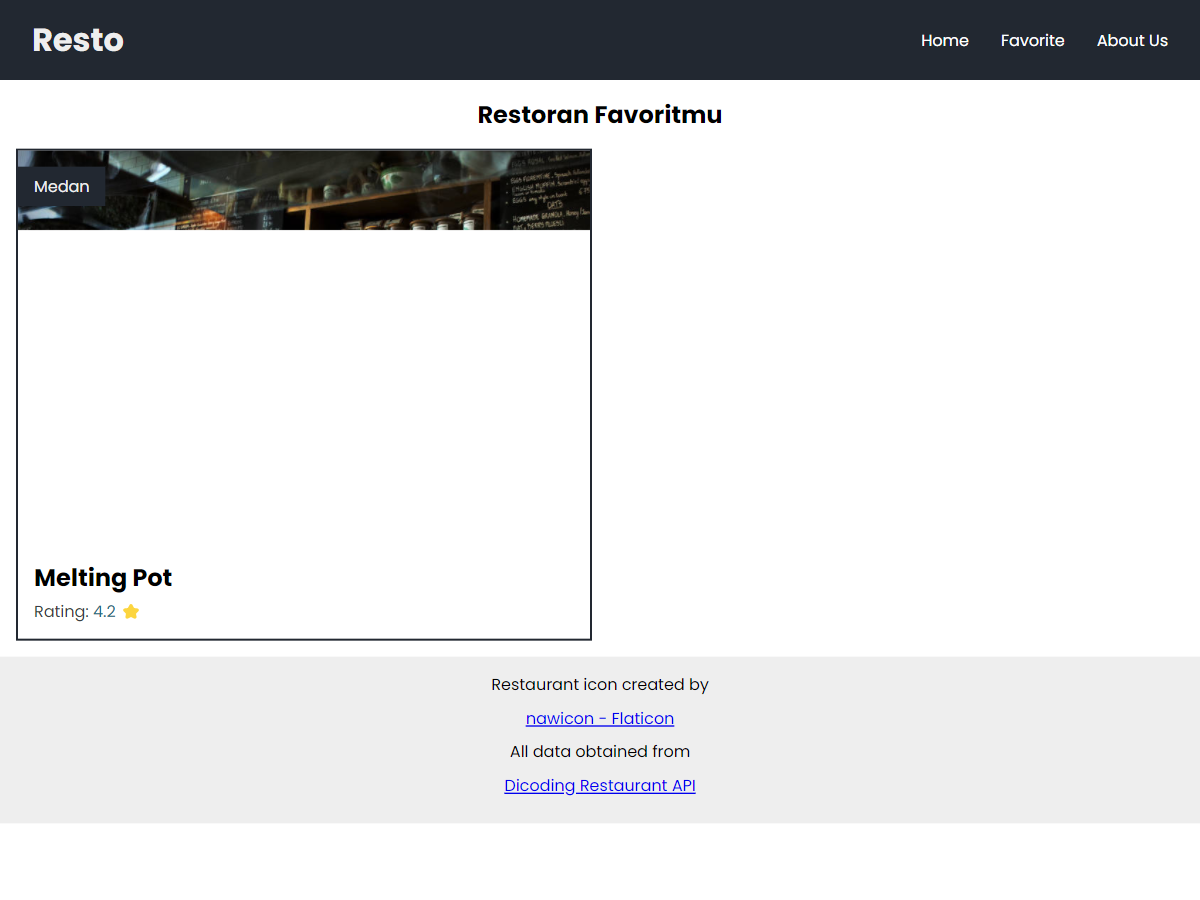 Resto
Home Favorite About Us
Restoran Favoritmu
Medan
OATS
Melting Pot
Rating: 4.2
Restaurant icon created by
nawicon - Flaticon
All data obtained from
Dicoding Restaurant API